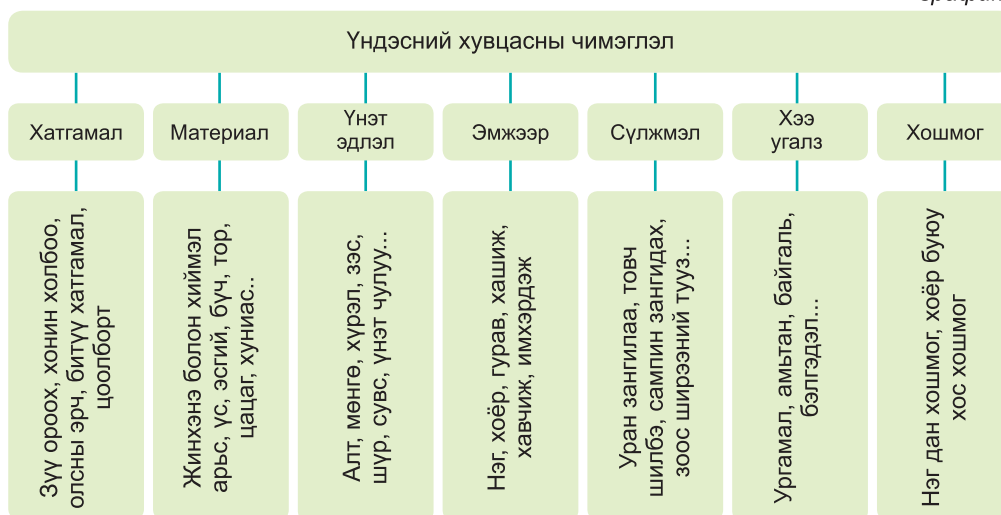 Үндэсний хувцасны чимэглэл
Хатгамал
Материал
Үнэт
эдлэл
Эмжээр
Сүлжмэл
Хээ
угалз
Хошмог
Зүү ороох, хонин холбоо,
олсны эрч, битүү хатгамал,
цоолборт
Жинхэнэ болон хиймэл
арьс, үс, эсгий, бүч, тор,
цацаг, хуниас..
Алт, мөнгө, хүрэл, зэс,
шүр, сувс, үнэт чулуу...
Нэг, хоёр, гурав, хашиж,
хавчиж, имхэрдэж
Уран зангилаа, товч
шилбэ, сампин зангидах,
зоос ширээний тууз...
Ургамал, амьтан, байгаль,
бэлгэдэл...
Нэг дан хошмог, хоёр буюу
хос хошмог